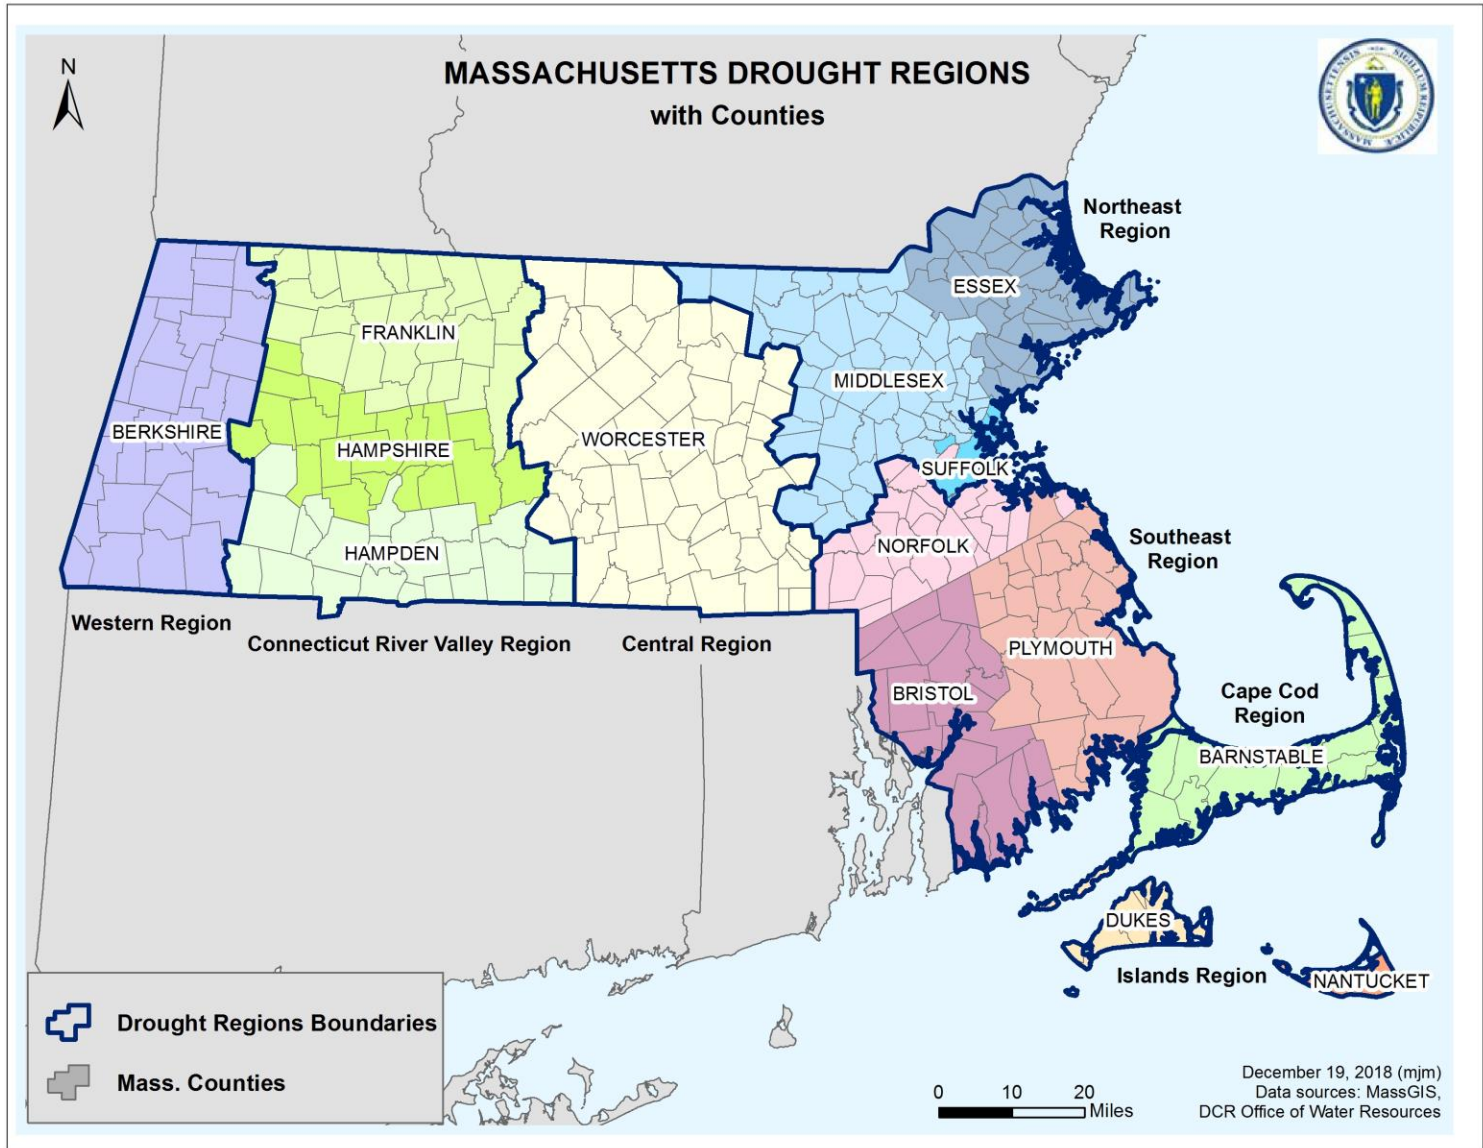 MASSACHUSETTS DROUGHT REGIONS
with Counties
N
MASSACHUSETTENSIS
SIGILLUM REIPUBLICÆ
Northeast
Region
ESSEX
FRANKLIN
MIDDLESEX
BERKSHIRE
HAMPSHIRE
WORCESTER
SUFFOLK
HAMPDEN
NORFOLK
Southeast
Region
Western Region
Connecticut River Valley Region
Central Region
PLYMOUTH
BRISTOL
Cape Cod
Region
BARNSTABLE
DUKES
Islands Region
NANTUCKET
Drought Regions Boundaries
Mass. Counties
0 10 20
Miles
December 19, 2018 (mjm)
Data sources: MassGIS,
DCR Office of Water Resources